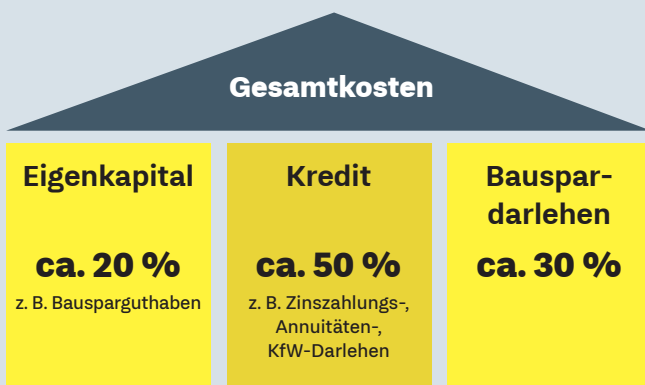 Gesamtkosten
Eigenkapital
ca. 20 %
z. B. Bausparguthaben
Kredit
ca. 50 %
z. B. Zinszahlungs-,
Annuitäten-,
KfW-Darlehen
Bauspar-
darlehen
ca. 30 %